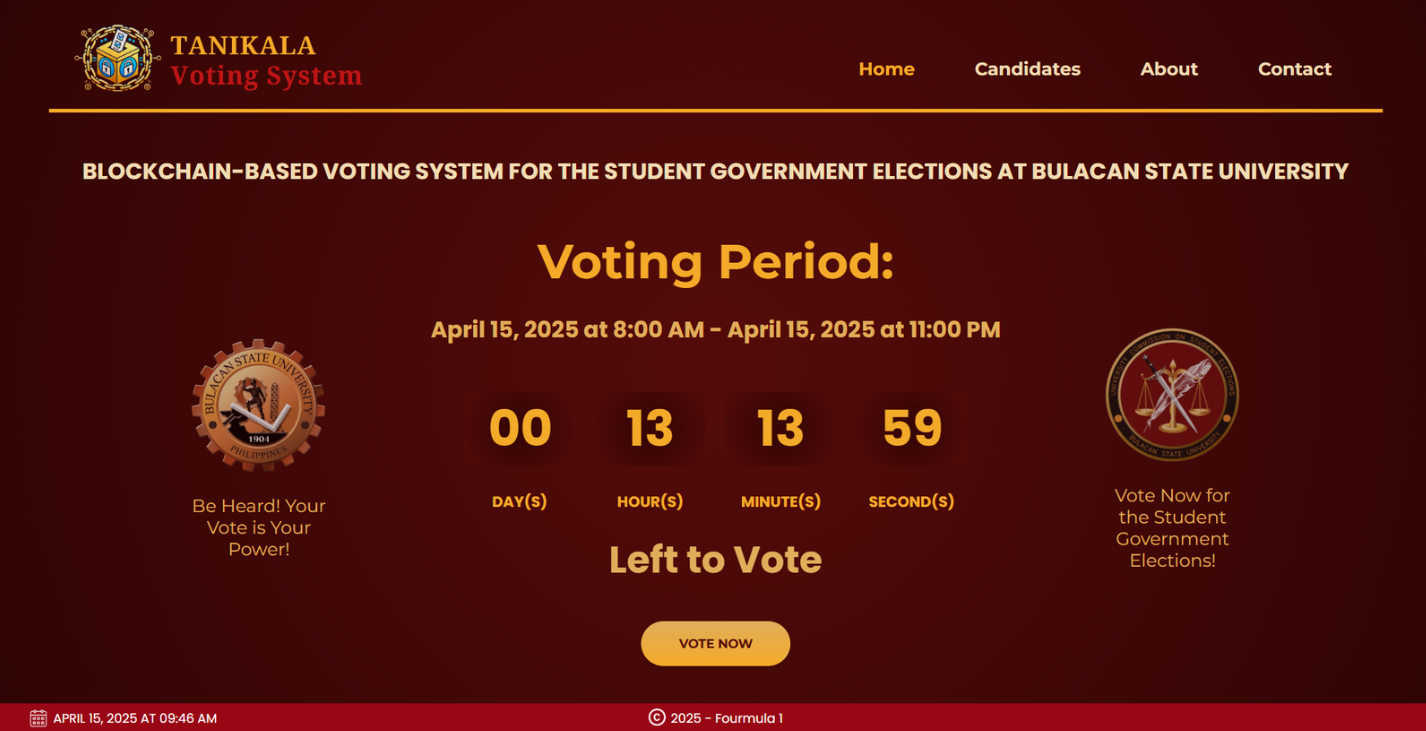 TANIKALA
Voting System
Home Candidates About Contact
BLOCKCHAIN-BASED VOTING SYSTEM FOR THE STUDENT GOVERNMENT ELECTIONS AT BULACAN STATE UNIVERSITY
Voting Period:
April 15, 2025 at 8:00 AM - April 15, 2025 at 11:00 PM
BULACAN STATE UNIVERSITY
1904
PHILIPPINES
Be Heard! Your
Vote is Your
Power!
00 13 13 59
DAY(S) HOUR(S) MINUTE(S) SECOND(S)
Left to Vote
VOTE NOW
UNIVERSITY COMMISSION ON STUDENT ELECTIONS
BULACAN STATE UNIVERSITY
Vote Now for
the Student
Government
Elections!
APRIL 15, 2025 AT 09:46 AM
© 2025 - Fourmula 1